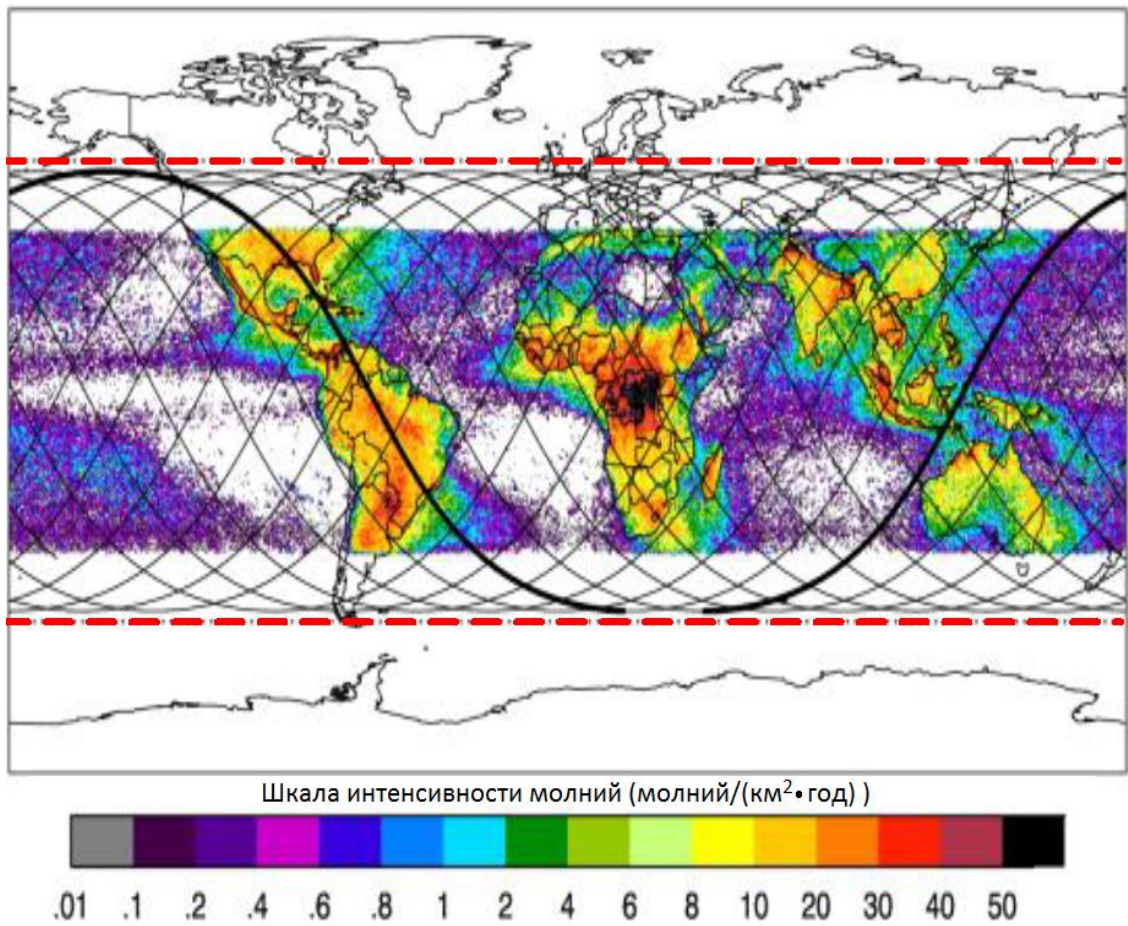 Шкала интенсивности молний (молний/(км²•год) )
.01 .1 .2 .4 .6 .8 1 2 4 6 8 10 20 30 40 50